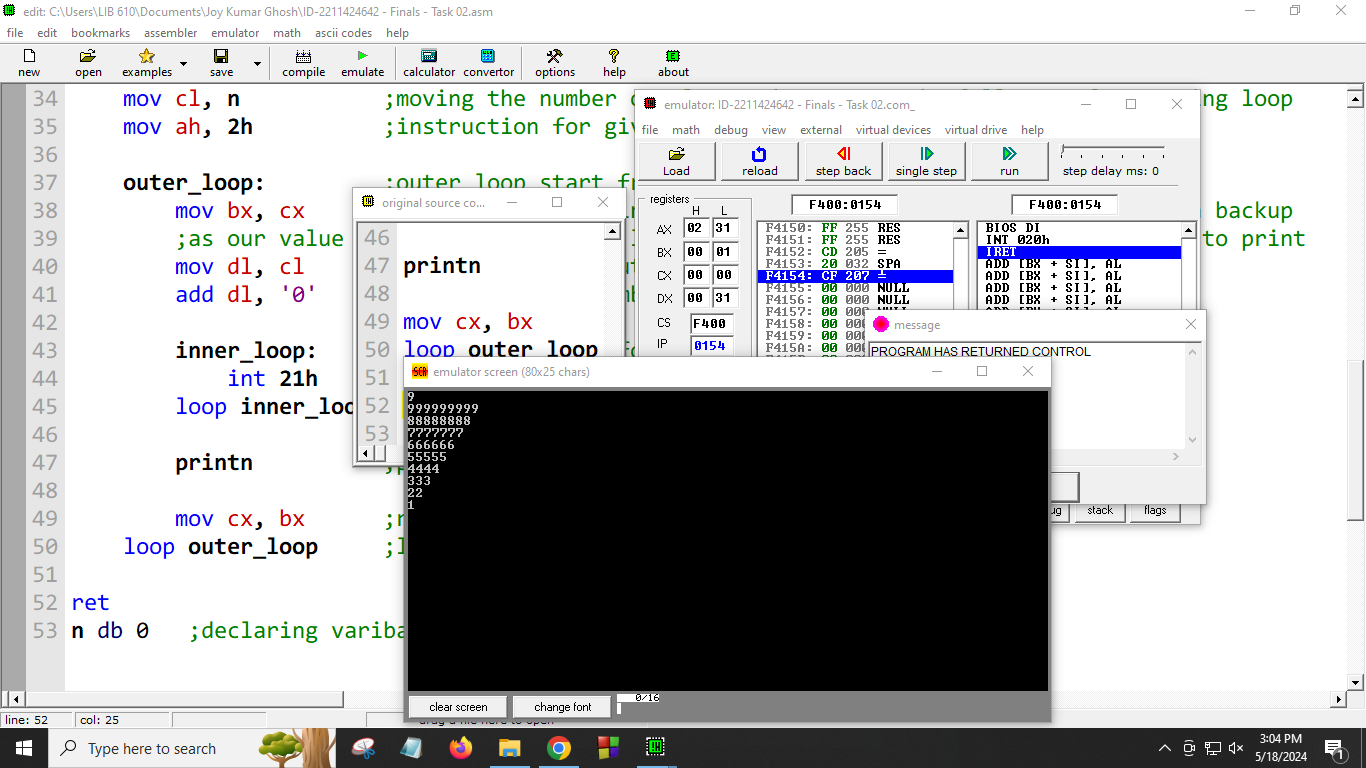 edit: C:\Users\LIB 610\Documents\Joy Kumar Ghosh\ID-2211424642 - Finals - Task 02.asm
file edit bookmarks assembler emulator math ascii codes help
new open examples save compile emulate calculator convertor options help about
34 mov cl, n ;moving the number loop
35 mov ah, 2h ;instruction for
36
37 outer_loop: ;outer loop start
38 mov bx, cx backup
39 ;as our value to print
40 mov dl, cl
41 add dl, '0'
42
43 inner_loop:
44 int 21h
45 loop
46
47 printn
48
49 mov cx, bx
50 loop outer_loop
51
52 ret
53 n db 0 ;declaring
line: 52 col: 25
drag a file here to open
original source co...
46
47 printn
48
49 mov cx, bx
50 loop outer loop
51
52
53
emulator: ID-2211424642 - Finals - Task 02.com_
file math debug view external virtual devices virtual drive help
Load reload step back single step run step delay ms: 0
registers
H L
AX 02 31
BX 00 01
CX 00 00
DX 00 31
CS F400
IP 0154
F400:0154 F400:0154
F4150: FF 255 RES
F4151: FF 255 RES
F4152: CD 205 =
F4153: 20 032 SPA
F4154: CF 207 ╧
F4155: 00 000 NULL
F4156: 00 000 NULL
F4157: 00
F4158: 00
F4159: 00
F415A: 00
BIOS DI
INT 020h
IRET
ADD [BX + SI], AL
ADD [BX + SI], AL
ADD [BX + SI], AL
ADD [BX + SI], AL
stack flags
message
PROGRAM HAS RETURNED CONTROL
emulator screen (80x25 chars)
9
999999999
88888888
7777777
666666
55555
4444
333
22
1
clear screen change font 0/16
Type here to search
3:04 PM
5/18/2024
1